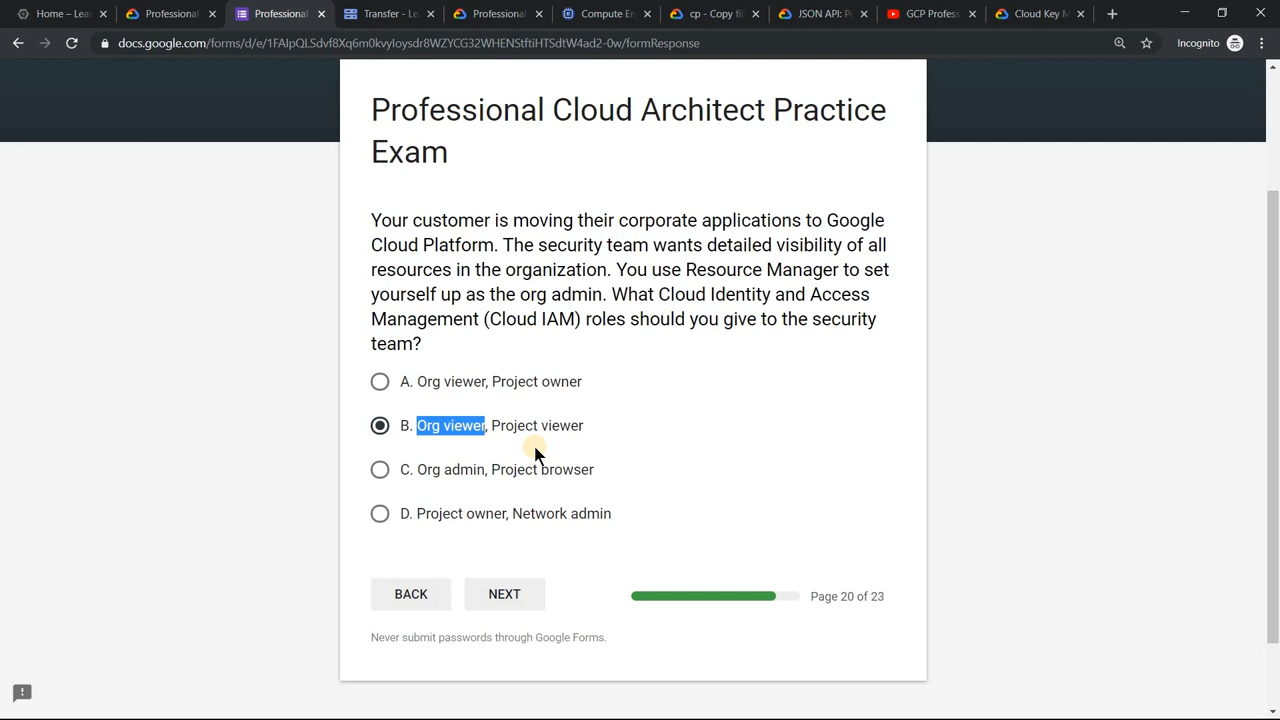 Home - Lea
Professional
Professional
Transfer - Le
Professional
Compute En
cp - Copy fil
JSON API: P
GCP Profess
Cloud Key M
docs.google.com/forms/d/e/1FAIpQLSdvf8Xq6m0kvyloysdr8WZYCG32WHENStftiHTSdtW4ad2-0w/formResponse
Incognito
Professional Cloud Architect Practice
Exam
Your customer is moving their corporate applications to Google
Cloud Platform. The security team wants detailed visibility of all
resources in the organization. You use Resource Manager to set
yourself up as the org admin. What Cloud Identity and Access
Management (Cloud IAM) roles should you give to the security
team?
A. Org viewer, Project owner
B. Org viewer, Project viewer
C. Org admin, Project browser
D. Project owner, Network admin
BACK
NEXT
Page 20 of 23
Never submit passwords through Google Forms.